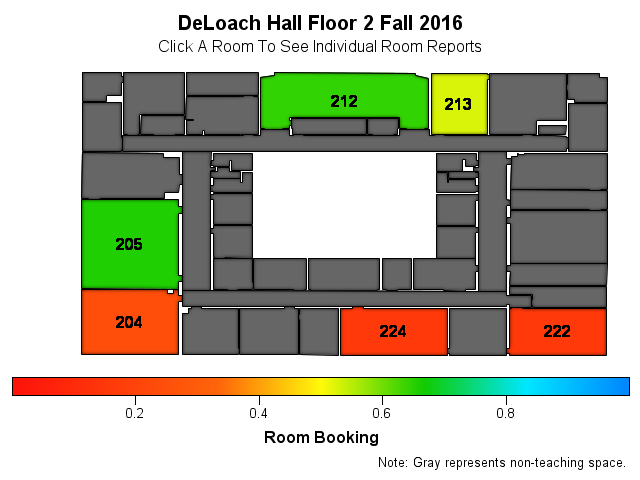 DeLoach Hall Floor 2 Fall 2016
Click A Room To See Individual Room Reports
212
213
205
204
224
222
0.2 0.4 0.6 0.8
Room Booking
Note: Gray represents non-teaching space.